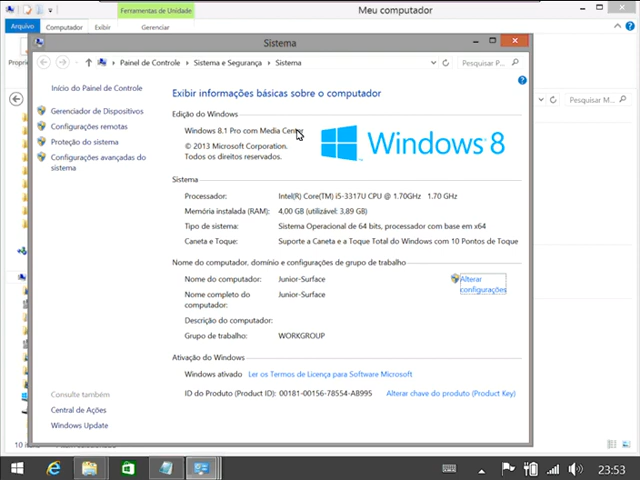 Ferramentas de Unidade
Meu computador
Arquivo
Computador
Exibir
Gerenciar
Sistema
Painel de Controle
Sistema e Segurança
Sistema
Pesquisar P...
Pesquisar M...
Início do Painel de Controle
Gerenciador de Dispositivos
Configurações remotas
Proteção do sistema
Configurações avançadas do
sistema
Exibir informações básicas sobre o computador
Edição do Windows
Windows 8.1 Pro com Media Center
© 2013 Microsoft Corporation.
Todos os direitos reservados.
Windows 8
Sistema
Processador: Intel(R) Core(TM) i5-3317U CPU @ 1.70GHz 1.70 GHz
Memória instalada (RAM): 4,00 GB (utilizável: 3,89 GB)
Tipo de sistema: Sistema Operacional de 64 bits, processador com base em x64
Caneta e Toque: Suporte a Caneta e a Toque Total do Windows com 10 Pontos de Toque
Nome do computador, domínio e configurações de grupo de trabalho
Nome do computador: Junior-Surface
Alterar
configurações
Nome completo do
computador:
Junior-Surface
Descrição do computador:
Grupo de trabalho: WORKGROUP
Ativação do Windows
Windows ativado Ler os Termos de Licença para Software Microsoft
ID do Produto (Product ID): 00181-00156-78554-AB995 Alterar chave do produto (Product Key)
Consulte também
Central de Ações
Windows Update
23:53